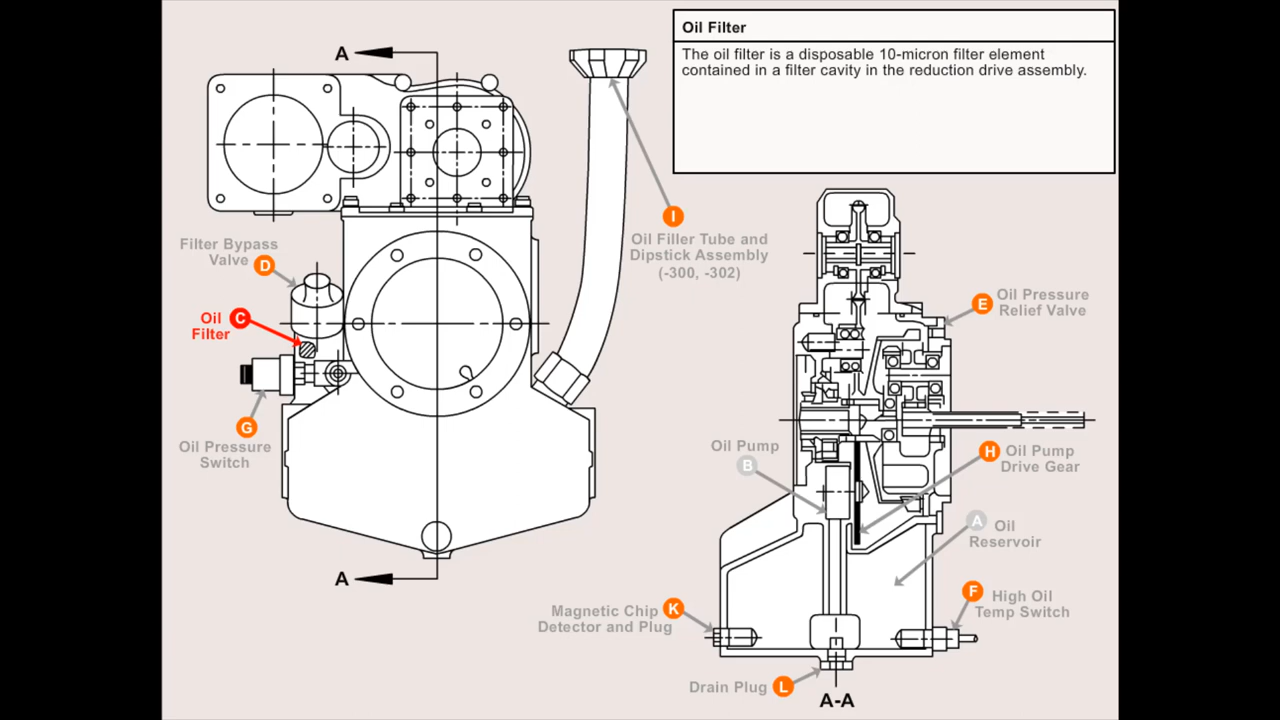 Oil Filter
The oil filter is a disposable 10-micron filter element
contained in a filter cavity in the reduction drive assembly.
A
I
Oil Filler Tube and
Dipstick Assembly
(-300, -302)
Filter Bypass
Valve
D
Oil
Filter
C
G
Oil Pressure
Switch
A
E
Oil Pressure
Relief Valve
Oil Pump
B
H
Oil Pump
Drive Gear
A
Oil
Reservoir
F
High Oil
Temp Switch
Magnetic Chip
Detector and Plug
K
Drain Plug
L
A-A